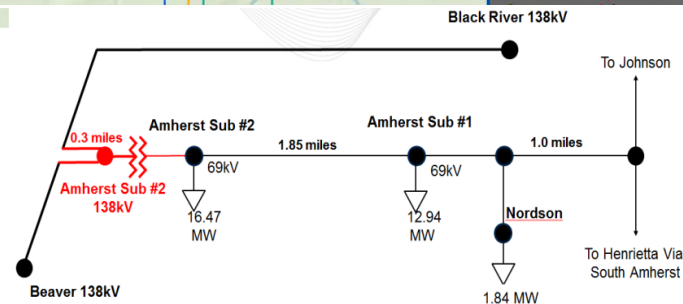 Black River 138kV
To Johnson
Amherst Sub #2
Amherst Sub #1
0.3 miles
1.85 miles
1.0 miles
69kV
69kV
Amherst Sub #2
138kV
16.47
MW
12.94
MW
Nordson
To Henrietta Via
South Amherst
Beaver 138kV
1.84 MW